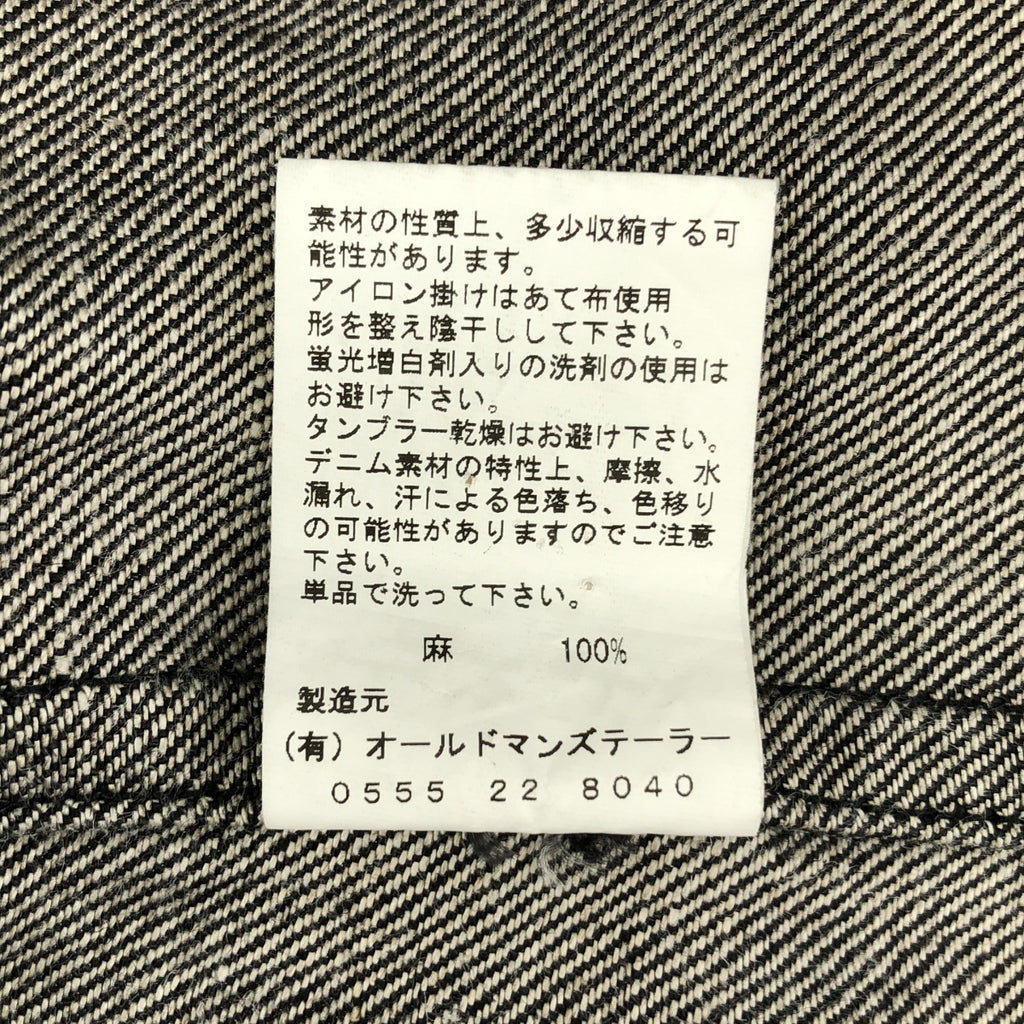 素材の性質上、多少収縮する可
能性があります。
アイロン掛けはあて布使用
形を整え陰干しして下さい。
蛍光増白剤入りの洗剤の使用は
お避け下さい。
タンブラー乾燥はお避け下さい。
デニム素材の特性上、摩擦、水
漏れ、汗による色落ち、色移り
の可能性がありますのでご注意
下さい。
単品で洗って下さい。
麻 100%
製造元
(有) オールドマンズテーラー
0555 22 8040